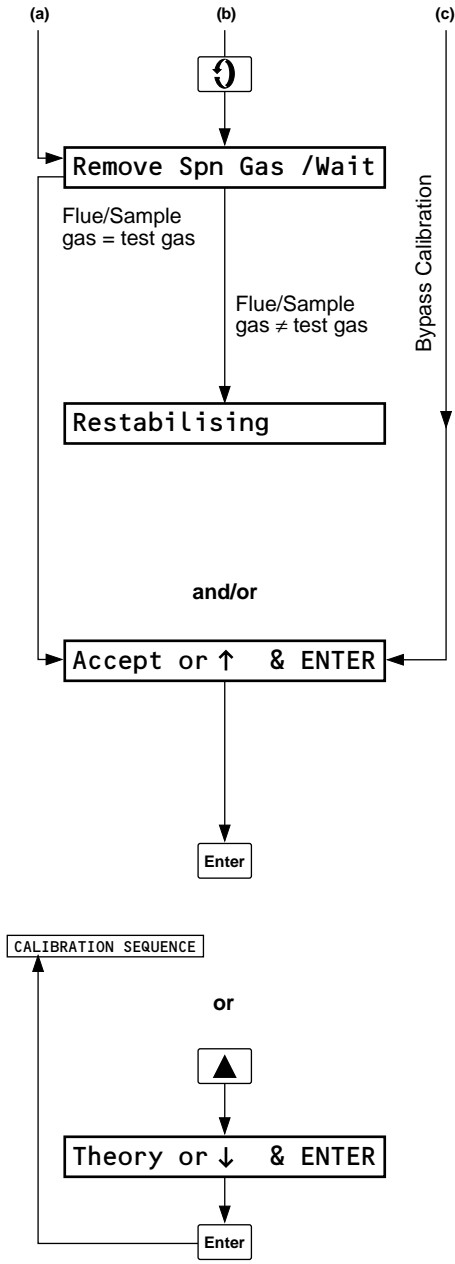 (a) (b) (c)
Remove Spn Gas /Wait
Flue/Sample
gas = test gas
Flue/Sample
gas ≠ test gas
Bypass Calibration
Restabilising
and/or
Accept or ↑ & ENTER
Enter
CALIBRATION SEQUENCE
or
Theory or ↓ & ENTER
Enter